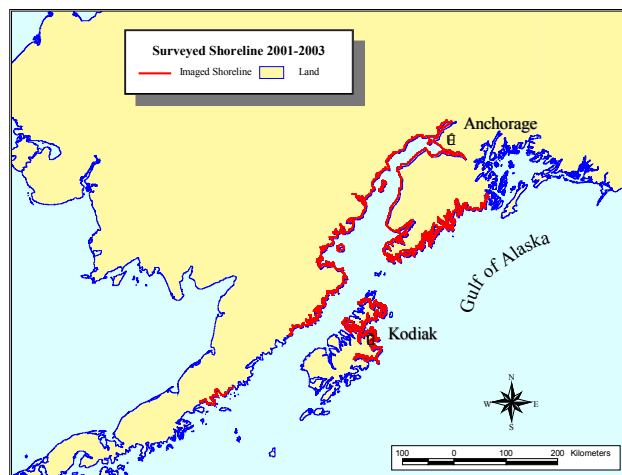 Surveyed Shoreline 2001-2003
Imaged Shoreline Land
Anchorage
Gulf of Alaska
Kodiak
N
W E
S
100 0 100 200 Kilometers